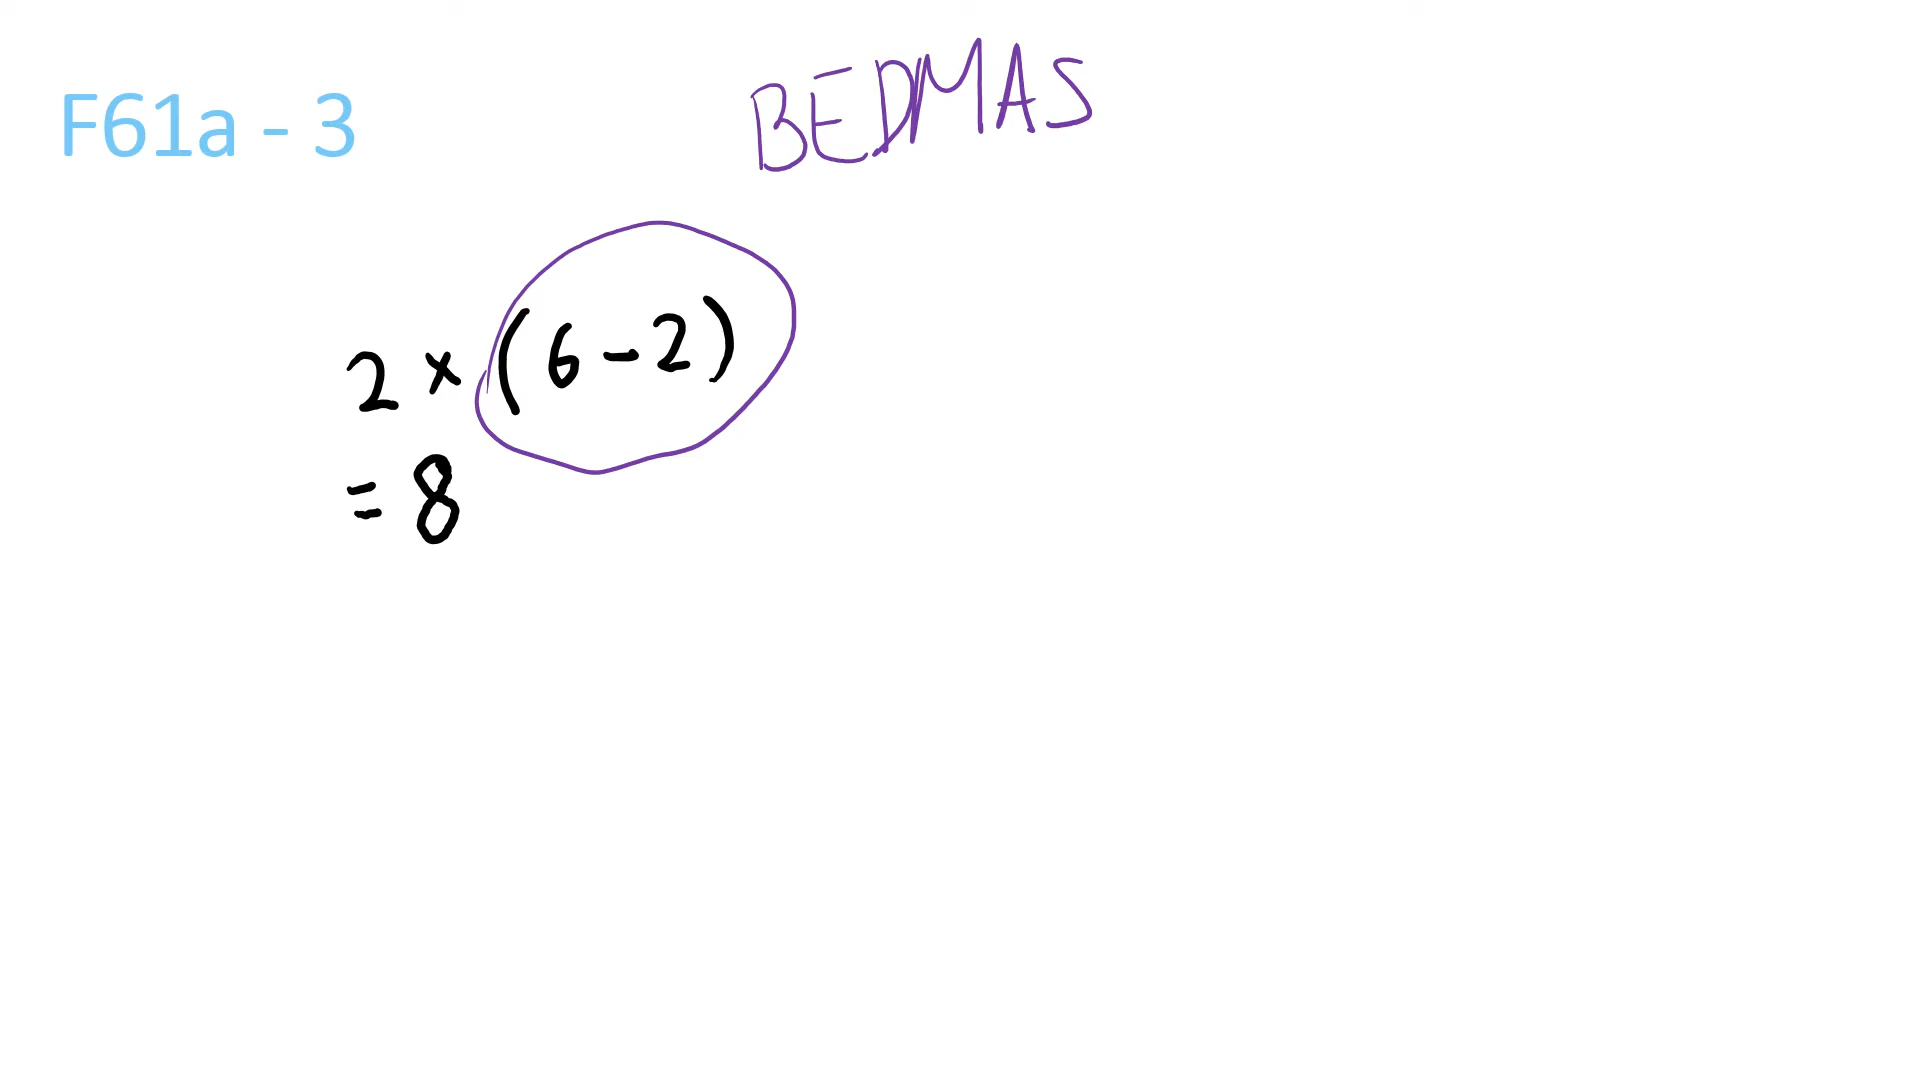 BEDMAS
F61a - 3
2 × (6 - 2)
= 8